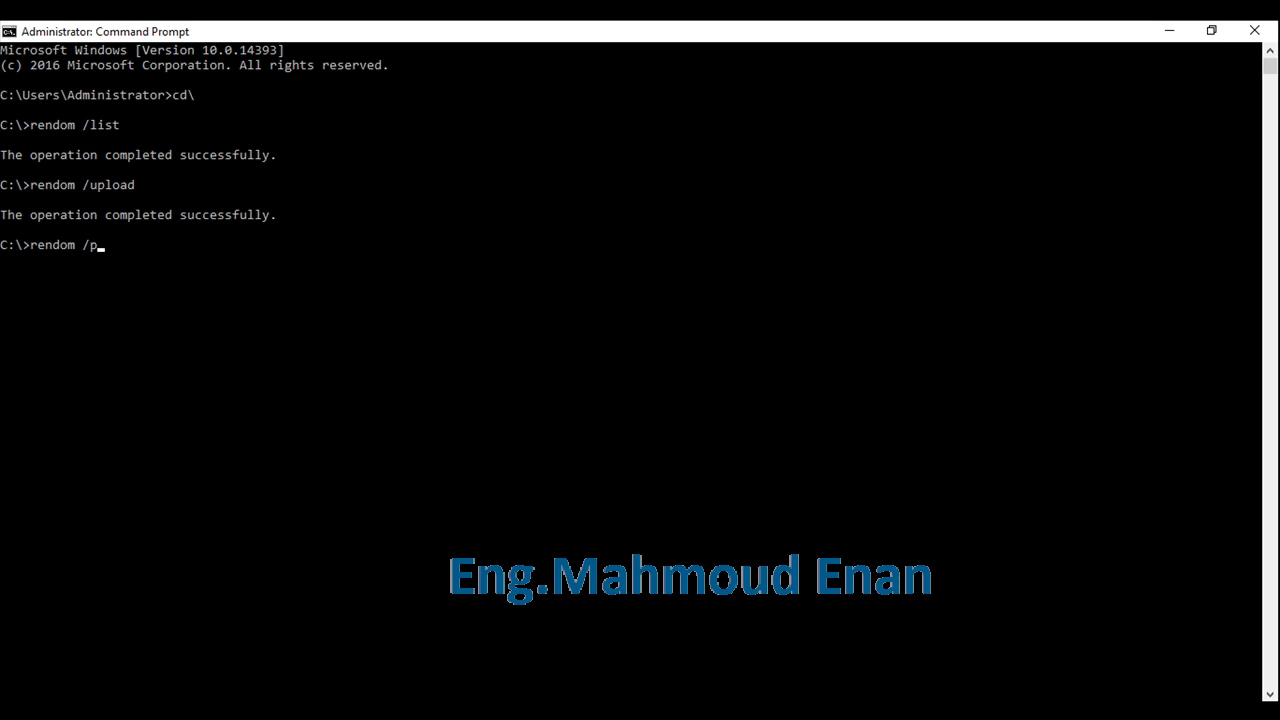 Administrator: Command Prompt
Microsoft Windows [Version 10.0.14393]
(c) 2016 Microsoft Corporation. All rights reserved.
C:\Users\Administrator>cd\
C:\>rendom /list
The operation completed successfully.
C:\>rendom /upload
The operation completed successfully.
C:\>rendom /p
Eng.Mahmoud Enan